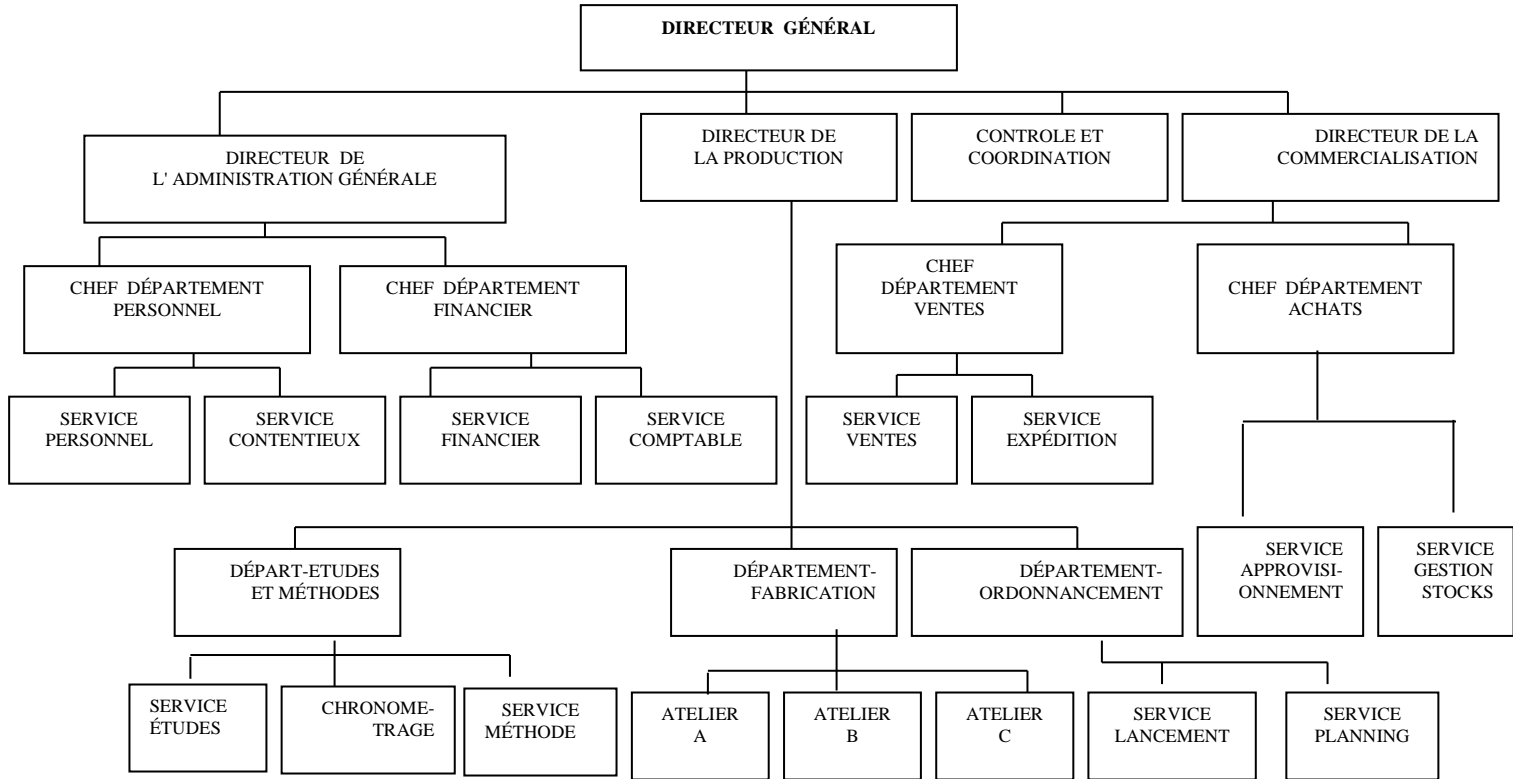 DIRECTEUR GÉNÉRAL
DIRECTEUR DE
L' ADMINISTRATION GÉNÉRALE
DIRECTEUR DE
LA PRODUCTION
CONTROLE ET
COORDINATION
DIRECTEUR DE LA
COMMERCIALISATION
CHEF DÉPARTEMENT
PERSONNEL
CHEF DÉPARTEMENT
FINANCIER
CHEF
DÉPARTEMENT
VENTES
CHEF DÉPARTEMENT
ACHATS
SERVICE
PERSONNEL
SERVICE
CONTENTIEUX
SERVICE
FINANCIER
SERVICE
COMPTABLE
SERVICE
VENTES
SERVICE
EXPÉDITION
DÉPART-ETUDES
ET MÉTHODES
DÉPARTEMENT-
FABRICATION
DÉPARTEMENT-
ORDONNANCEMENT
SERVICE
APPROVISI-
ONNEMENT
SERVICE
GESTION
STOCKS
SERVICE
ÉTUDES
CHRONOME-
TRAGE
SERVICE
MÉTHODE
ATELIER
A
ATELIER
B
ATELIER
C
SERVICE
LANCEMENT
SERVICE
PLANNING